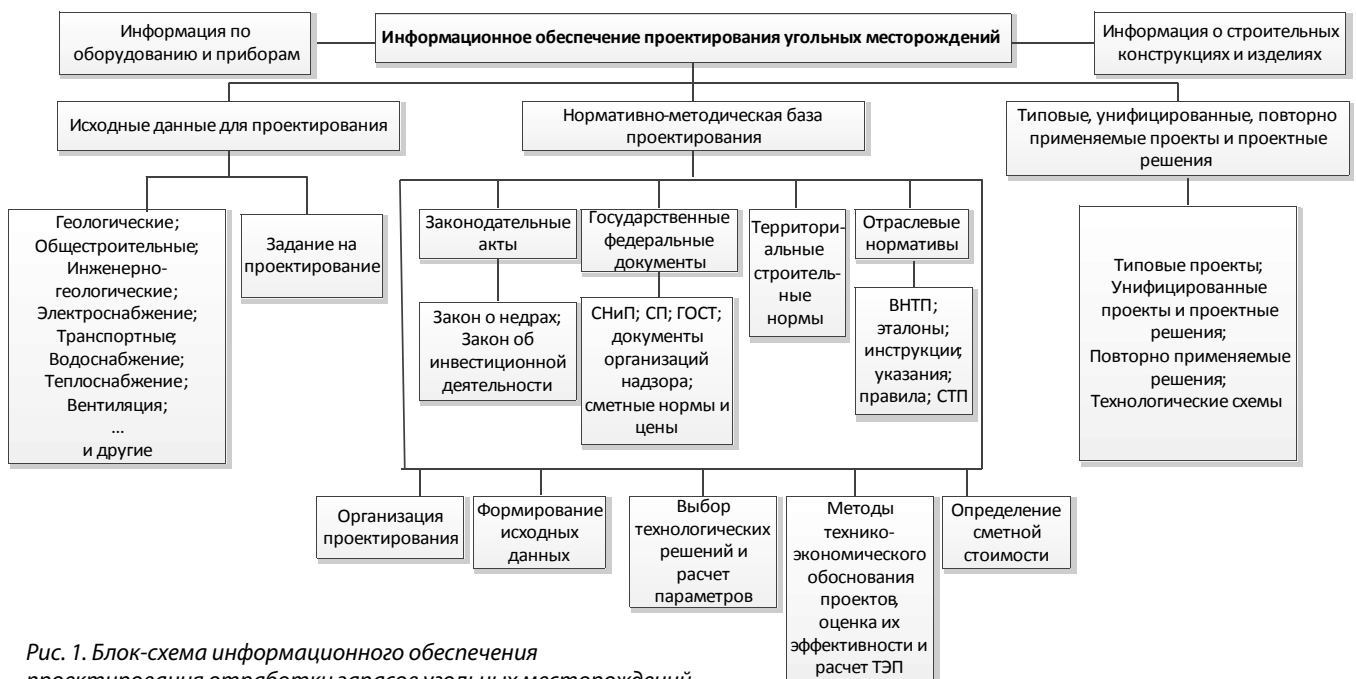 Информация по
оборудованию и приборам
Информационное обеспечение проектирования угольных месторождений
Информация о строительных
конструкциях и изделиях
Исходные данные для проектирования
Нормативно-методическая база
проектирования
Типовые, унифицированные, повторно
применяемые проекты и проектные
решения
Геологические;
Общестроительные;
Инженерно-
геологические;
Электроснабжение;
Транспортные;
Водоснабжение;
Теплоснабжение;
Вентиляция;
...
и другие
Задание на
проектирование
Законодательные
акты
Закон о недрах;
Закон об
инвестиционной
деятельности
Государственные
федеральные
документы
СНиП; СП; ГОСТ;
документы
организаций
надзора;
сметные нормы и
цены
Территори-
альные
строитель-
ные
нормы
Отраслевые
нормативы
ВНТП;
эталоны;
инструкции;
указания;
правила; СТП
Типовые проекты;
Унифицированные
проекты и проектные
решения;
Повторно применяемые
решения;
Технологические схемы
Организация
проектирования
Формирование
исходных
данных
Выбор
технологических
решений и
расчет
параметров
Методы
технико-
экономического
обоснования
проектов,
оценка их
эффективности и
расчет ТЭП
Определение
сметной
стоимости
Рис. 1. Блок-схема информационного обеспечения
проектирования отработки запасов угольных месторождений